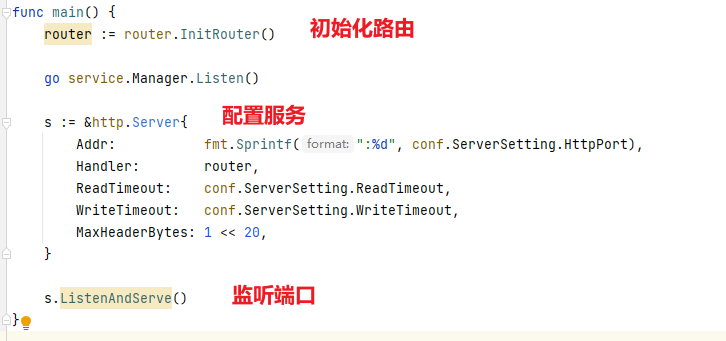 func main() {
router := router.InitRouter() 初始化路由
go service.Manager.Listen()
s := &http.Server{ 配置服务
Addr: fmt.Sprintf( format: ":%d", conf.ServerSetting.HttpPort),
Handler: router,
ReadTimeout: conf.ServerSetting.ReadTimeout,
WriteTimeout: conf.ServerSetting.WriteTimeout,
MaxHeaderBytes: 1 << 20,
}
s.ListenAndServe() 监听端口
}